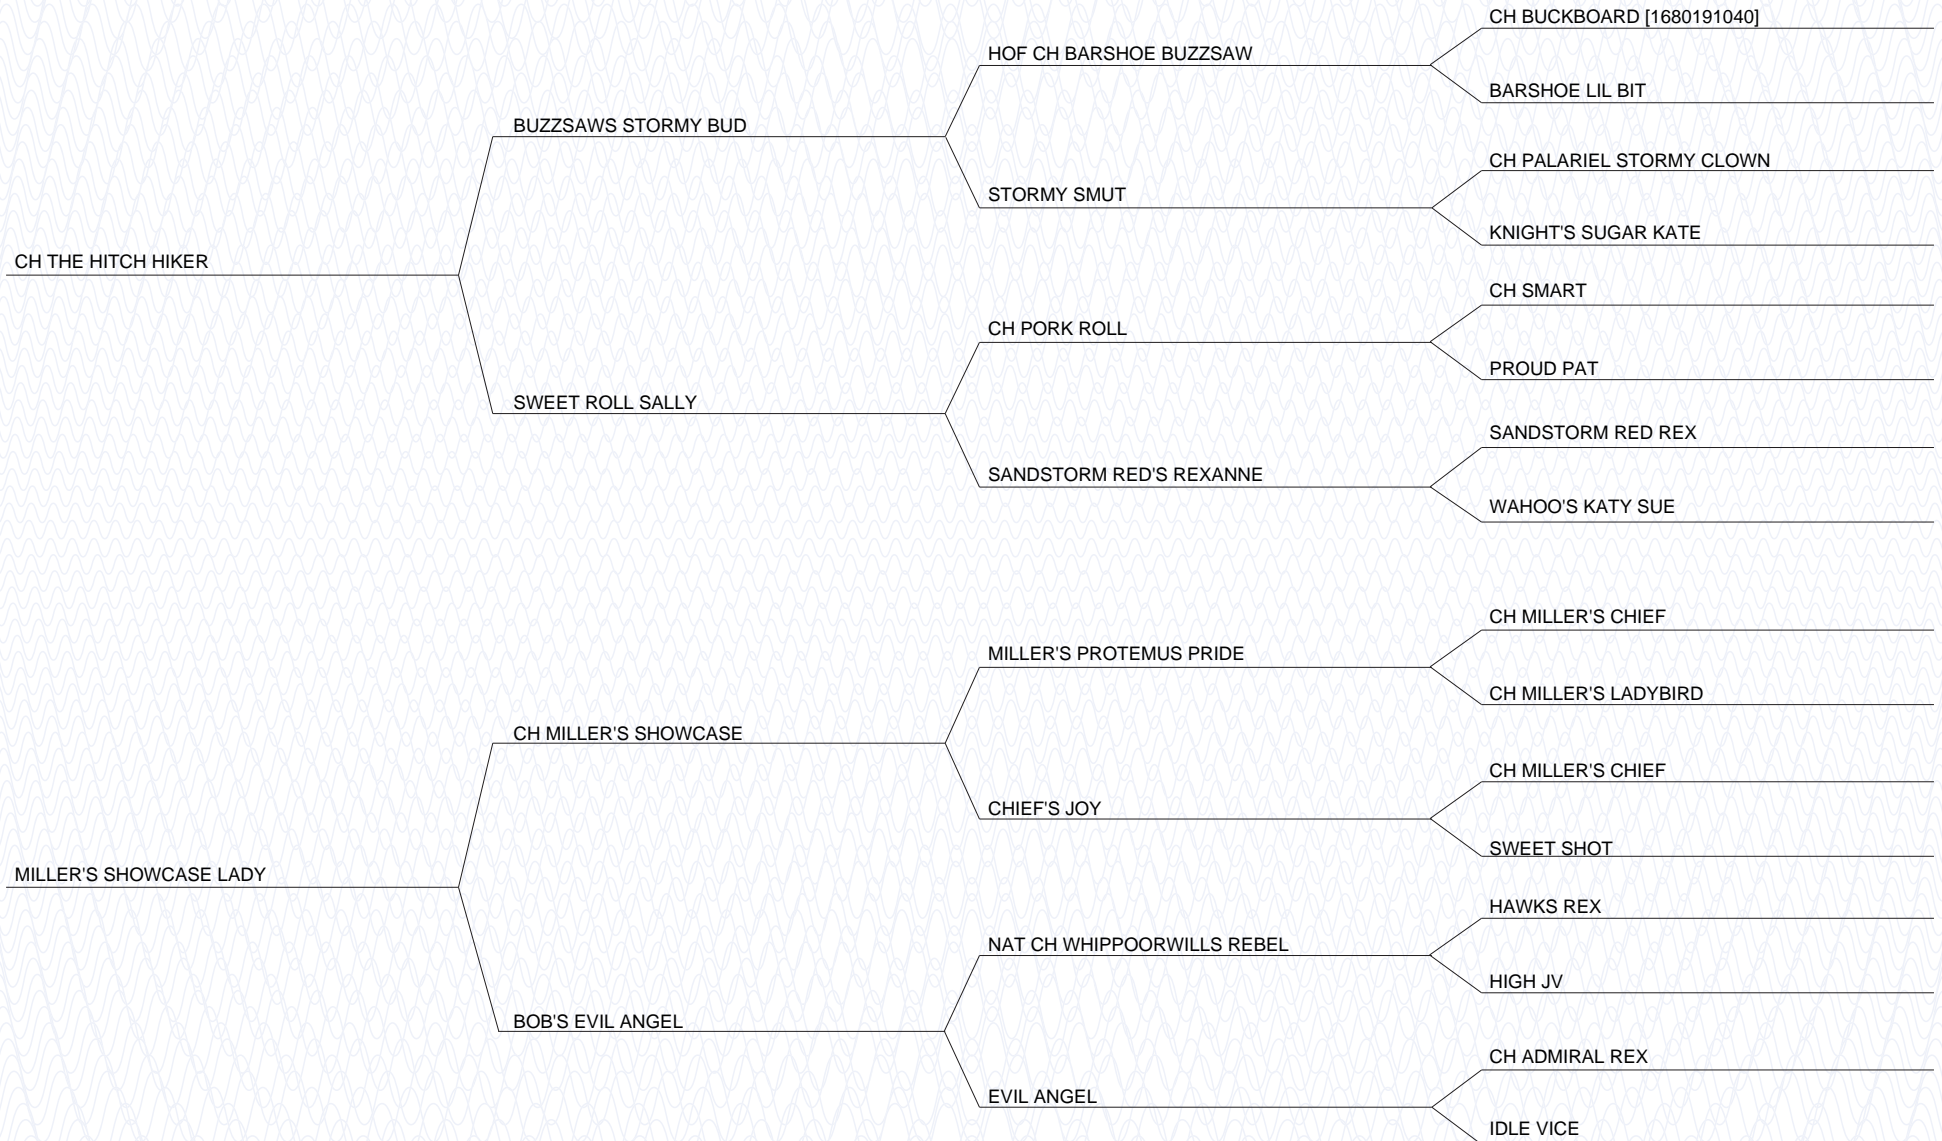 CH BUCKBOARD [1680191040]
HOF CH BARSHOE BUZZSAW
BARSHOE LIL BIT
BUZZSAWS STORMY BUD
CH PALARIEL STORMY CLOWN
STORMY SMUT
KNIGHT'S SUGAR KATE
CH THE HITCH HIKER
CH SMART
CH PORK ROLL
PROUD PAT
SWEET ROLL SALLY
SANDSTORM RED REX
SANDSTORM RED'S REXANNE
WAHOO'S KATY SUE
CH MILLER'S CHIEF
MILLER'S PROTEMUS PRIDE
CH MILLER'S LADYBIRD
CH MILLER'S SHOWCASE
CH MILLER'S CHIEF
CHIEF'S JOY
SWEET SHOT
MILLER'S SHOWCASE LADY
HAWKS REX
NAT CH WHIPPOORWILLS REBEL
HIGH JV
BOB'S EVIL ANGEL
CH ADMIRAL REX
EVIL ANGEL
IDLE VICE